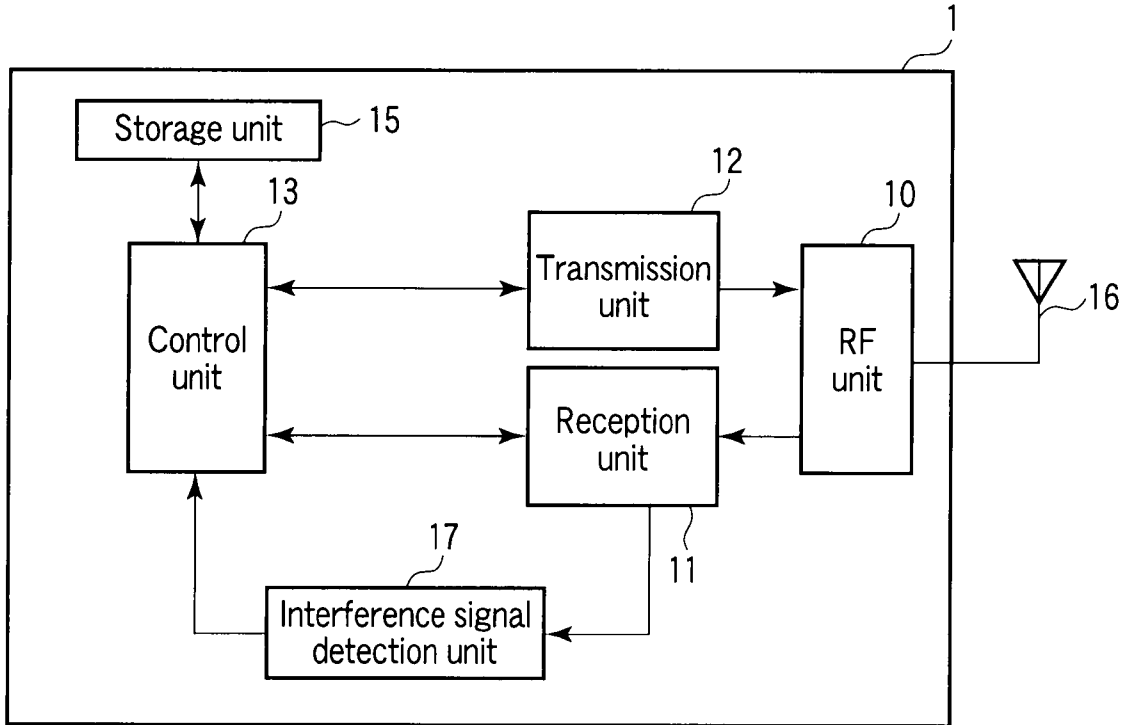 1
Storage unit
15
13
12
10
Transmission
unit
16
Control
unit
RF
unit
Reception
unit
17
11
Interference signal
detection unit